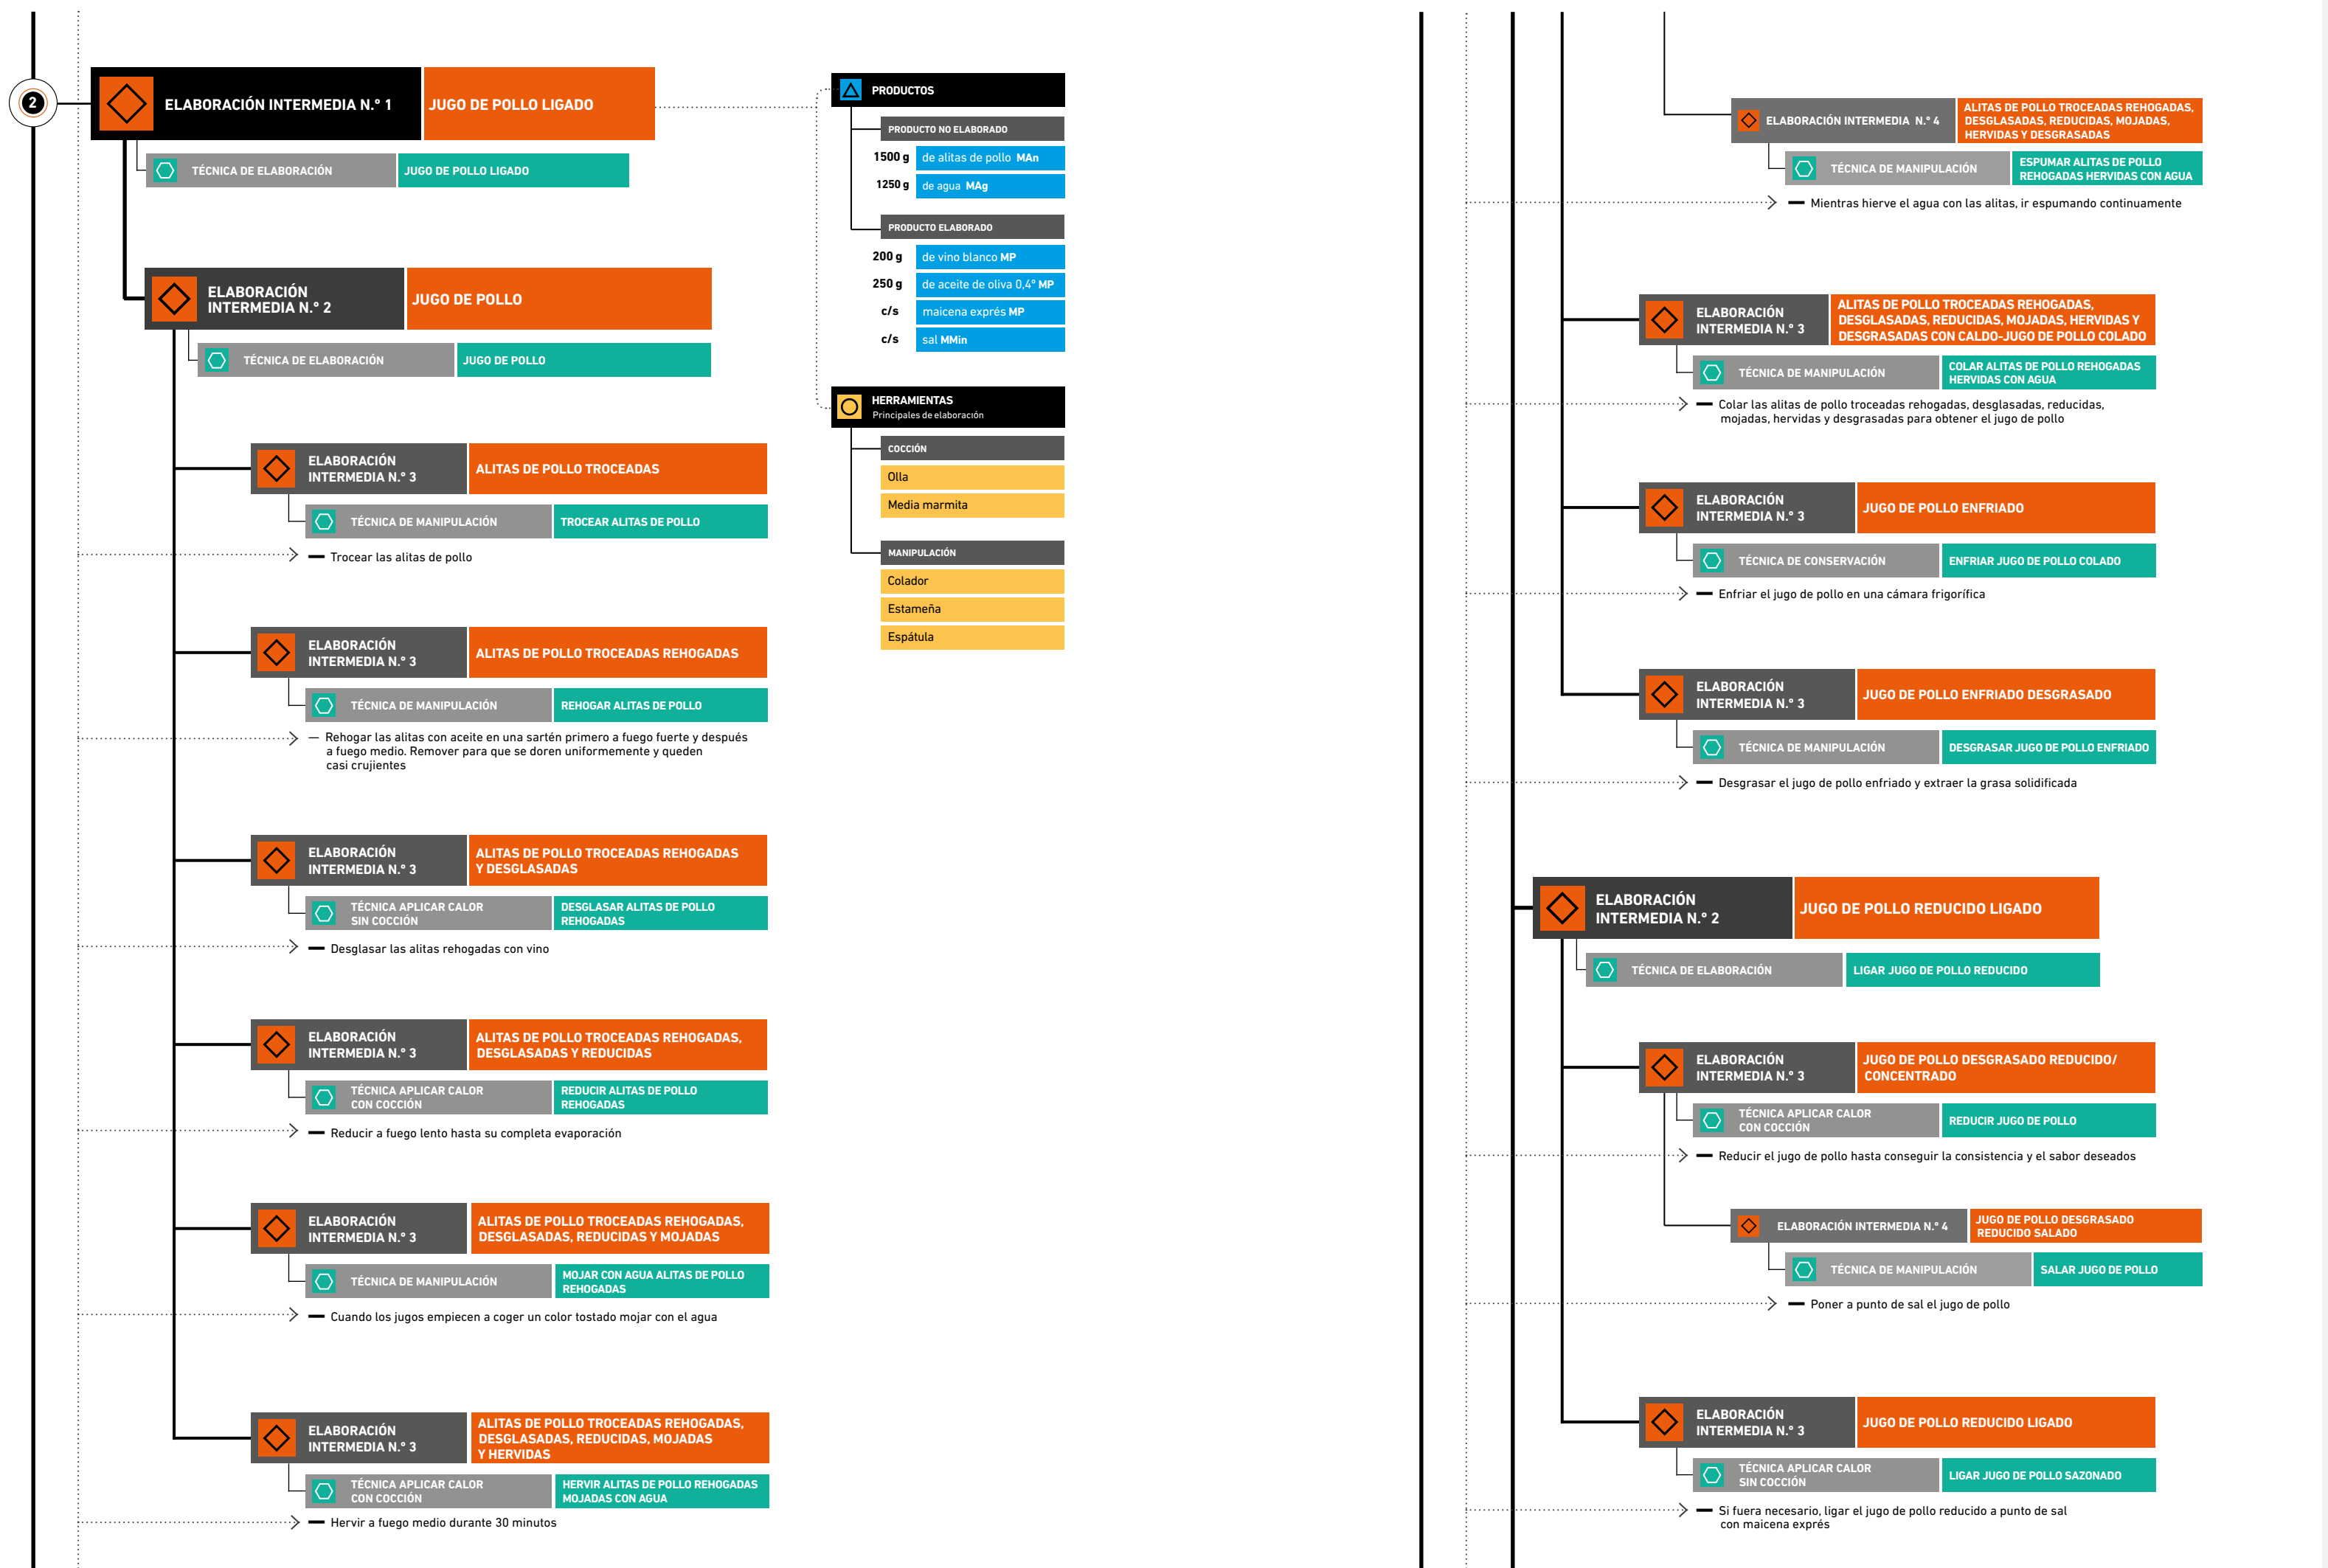 2
ELABORACIÓN INTERMEDIA N.º 1
JUGO DE POLLO LIGADO
TÉCNICA DE ELABORACIÓN
JUGO DE POLLO LIGADO
ELABORACIÓN
INTERMEDIA N.º 2
JUGO DE POLLO
TÉCNICA DE ELABORACIÓN
JUGO DE POLLO
ELABORACIÓN
INTERMEDIA N.º 3
ALITAS DE POLLO TROCEADAS
TÉCNICA DE MANIPULACIÓN
TROCEAR ALITAS DE POLLO
— Trocear las alitas de pollo
ELABORACIÓN
INTERMEDIA N.º 3
ALITAS DE POLLO TROCEADAS REHOGADAS
TÉCNICA DE MANIPULACIÓN
REHOGAR ALITAS DE POLLO
— Rehogar las alitas con aceite en una sartén primero a fuego fuerte y después
a fuego medio. Remover para que se doren uniformemente y queden
casi crujientes
ELABORACIÓN
INTERMEDIA N.º 3
ALITAS DE POLLO TROCEADAS REHOGADAS
Y DESGLASADAS
TÉCNICA APLICAR CALOR
SIN COCCIÓN
DESGLASAR ALITAS DE POLLO
REHOGADAS
— Desglasar las alitas rehogadas con vino
ELABORACIÓN
INTERMEDIA N.º 3
ALITAS DE POLLO TROCEADAS REHOGADAS,
DESGLASADAS Y REDUCIDAS
TÉCNICA APLICAR CALOR
CON COCCIÓN
REDUCIR ALITAS DE POLLO
REHOGADAS
— Reducir a fuego lento hasta su completa evaporación
ELABORACIÓN
INTERMEDIA N.º 3
ALITAS DE POLLO TROCEADAS REHOGADAS,
DESGLASADAS, REDUCIDAS Y MOJADAS
TÉCNICA DE MANIPULACIÓN
MOJAR CON AGUA ALITAS DE POLLO
REHOGADAS
— Cuando los jugos empiecen a coger un color tostado mojar con el agua
ELABORACIÓN
INTERMEDIA N.º 3
ALITAS DE POLLO TROCEADAS REHOGADAS,
DESGLASADAS, REDUCIDAS, MOJADAS
Y HERVIDAS
TÉCNICA APLICAR CALOR
CON COCCIÓN
HERVIR ALITAS DE POLLO REHOGADAS
MOJADAS CON AGUA
— Hervir a fuego medio durante 30 minutos
PRODUCTOS
PRODUCTO NO ELABORADO
1500 g de alitas de pollo MAn
1250 g de agua MAg
PRODUCTO ELABORADO
200 g de vino blanco MP
250 g de aceite de oliva 0,4º MP
c/s maicena exprés MP
c/s sal MMin
HERRAMIENTAS
Principales de elaboración
COCCIÓN
Olla
Media marmita
MANIPULACIÓN
Colador
Estameña
Espátula
ELABORACIÓN INTERMEDIA N.º 4
ALITAS DE POLLO TROCEADAS REHOGADAS,
DESGLASADAS, REDUCIDAS, MOJADAS,
HERVIDAS Y DESGRASADAS
TÉCNICA DE MANIPULACIÓN
ESPUMAR ALITAS DE POLLO
REHOGADAS HERVIDAS CON AGUA
— Mientras hierve el agua con las alitas, ir espumando continuamente
ELABORACIÓN
INTERMEDIA N.º 3
ALITAS DE POLLO TROCEADAS REHOGADAS,
DESGLASADAS, REDUCIDAS, MOJADAS, HERVIDAS Y
DESGRASADAS CON CALDO-JUGO DE POLLO COLADO
TÉCNICA DE MANIPULACIÓN
COLAR ALITAS DE POLLO REHOGADAS
HERVIDAS CON AGUA
— Colar las alitas de pollo troceadas rehogadas, desglasadas, reducidas,
mojadas, hervidas y desgrasadas para obtener el jugo de pollo
ELABORACIÓN
INTERMEDIA N.º 3
JUGO DE POLLO ENFRIADO
TÉCNICA DE CONSERVACIÓN
ENFRIAR JUGO DE POLLO COLADO
— Enfriar el jugo de pollo en una cámara frigorífica
ELABORACIÓN
INTERMEDIA N.º 3
JUGO DE POLLO ENFRIADO DESGRASADO
TÉCNICA DE MANIPULACIÓN
DESGRASAR JUGO DE POLLO ENFRIADO
— Desgrasar el jugo de pollo enfriado y extraer la grasa solidificada
ELABORACIÓN
INTERMEDIA N.º 2
JUGO DE POLLO REDUCIDO LIGADO
TÉCNICA DE ELABORACIÓN
LIGAR JUGO DE POLLO REDUCIDO
ELABORACIÓN
INTERMEDIA N.º 3
JUGO DE POLLO DESGRASADO REDUCIDO/
CONCENTRADO
TÉCNICA APLICAR CALOR
CON COCCIÓN
REDUCIR JUGO DE POLLO
— Reducir el jugo de pollo hasta conseguir la consistencia y el sabor deseados
ELABORACIÓN INTERMEDIA N.º 4
JUGO DE POLLO DESGRASADO
REDUCIDO SALADO
TÉCNICA DE MANIPULACIÓN
SALAR JUGO DE POLLO
— Poner a punto de sal el jugo de pollo
ELABORACIÓN
INTERMEDIA N.º 3
JUGO DE POLLO REDUCIDO LIGADO
TÉCNICA APLICAR CALOR
SIN COCCIÓN
LIGAR JUGO DE POLLO SAZONADO
— Si fuera necesario, ligar el jugo de pollo reducido a punto de sal
con maicena exprés